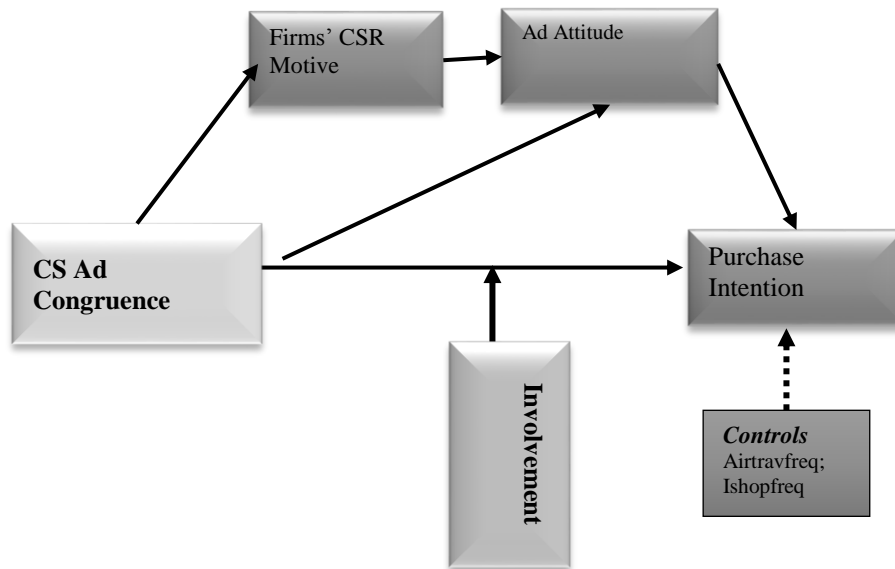 Firms’ CSR
Motive
Ad Attitude
CS Ad
Congruence
Purchase
Intention
Involvement
Controls
Airtravfreq;
Ishopfreq